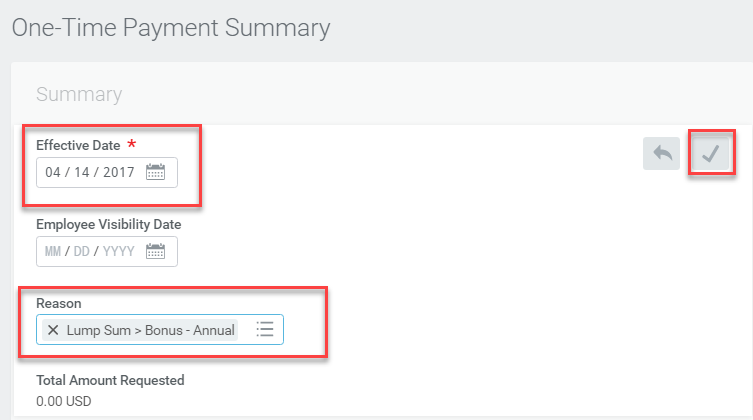 One-Time Payment Summary
Summary
Effective Date *
04 / 14 / 2017
Employee Visibility Date
MM / DD / YYYY
Reason
× Lump Sum > Bonus - Annual
Total Amount Requested
0.00 USD